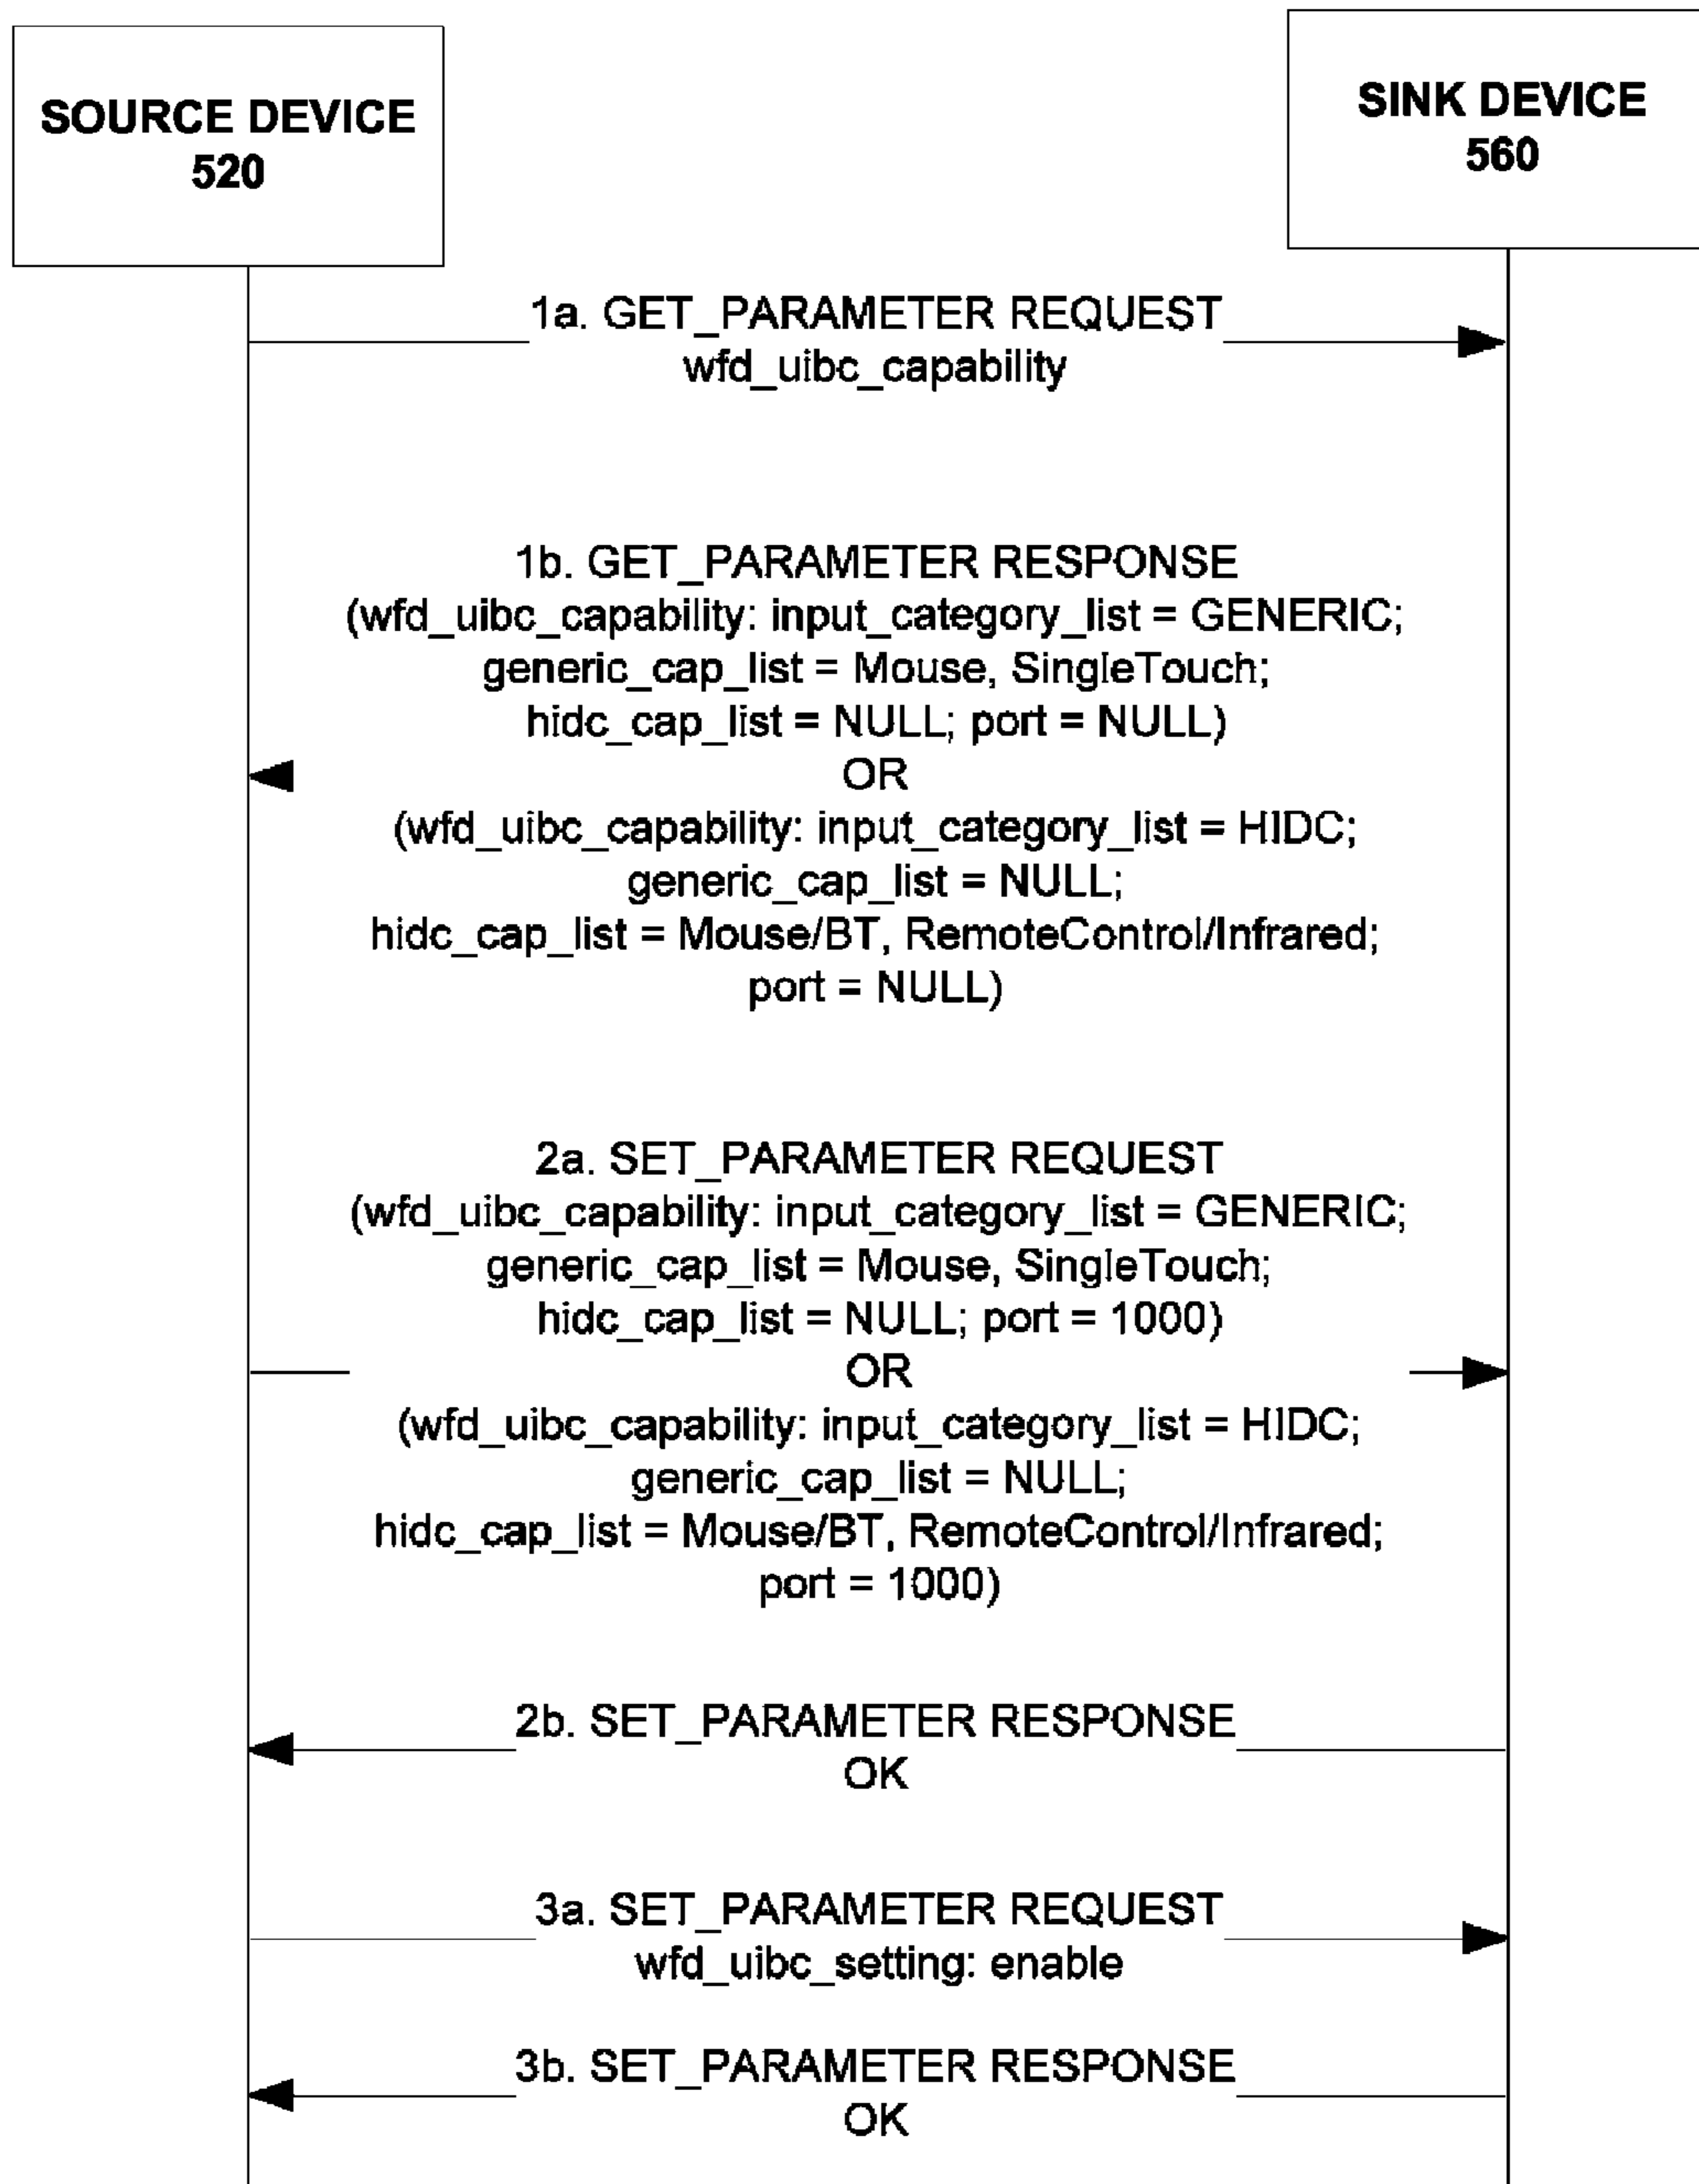 SOURCE DEVICE
520
SINK DEVICE
560
1a. GET_PARAMETER REQUEST
wfd_uibc_capability
1b. GET_PARAMETER RESPONSE
(wfd_uibc_capability: input_category_list = GENERIC;
generic_cap_list = Mouse, SingleTouch;
hidc_cap_list = NULL; port = NULL)
OR
(wfd_uibc_capability: input_category_list = HIDC;
generic_cap_list = NULL;
hidc_cap_list = Mouse/BT, RemoteControl/Infrared;
port = NULL)
2a. SET_PARAMETER REQUEST
(wfd_uibc_capability: input_category_list = GENERIC;
generic_cap_list = Mouse, SingleTouch;
hidc_cap_list = NULL; port = 1000)
OR
(wfd_uibc_capability: input_category_list = HIDC;
generic_cap_list = NULL;
hidc_cap_list = Mouse/BT, RemoteControl/Infrared;
port = 1000)
2b. SET_PARAMETER RESPONSE
OK
3a. SET_PARAMETER REQUEST
wfd_uibc_setting: enable
3b. SET_PARAMETER RESPONSE
OK